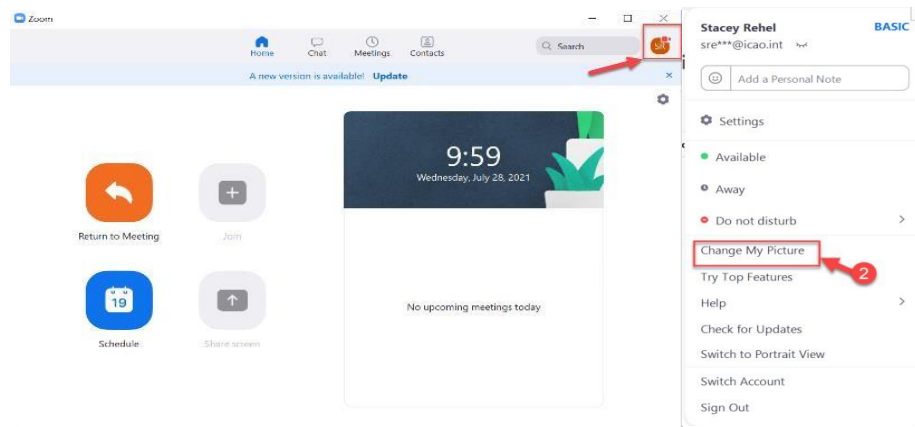 Zoom
Home Chat Meetings Contacts
Search
A new version is available! Update
9:59
Wednesday, July 28, 2021
Return to Meeting
Join
No upcoming meetings today
19
Schedule
Share screen
Stacey Rehel BASIC
sre***@icao.int
Add a Personal Note
Settings
Available
Away
Do not disturb
Change My Picture
2
Try Top Features
Help
Check for Updates
Switch to Portrait View
Switch Account
Sign Out